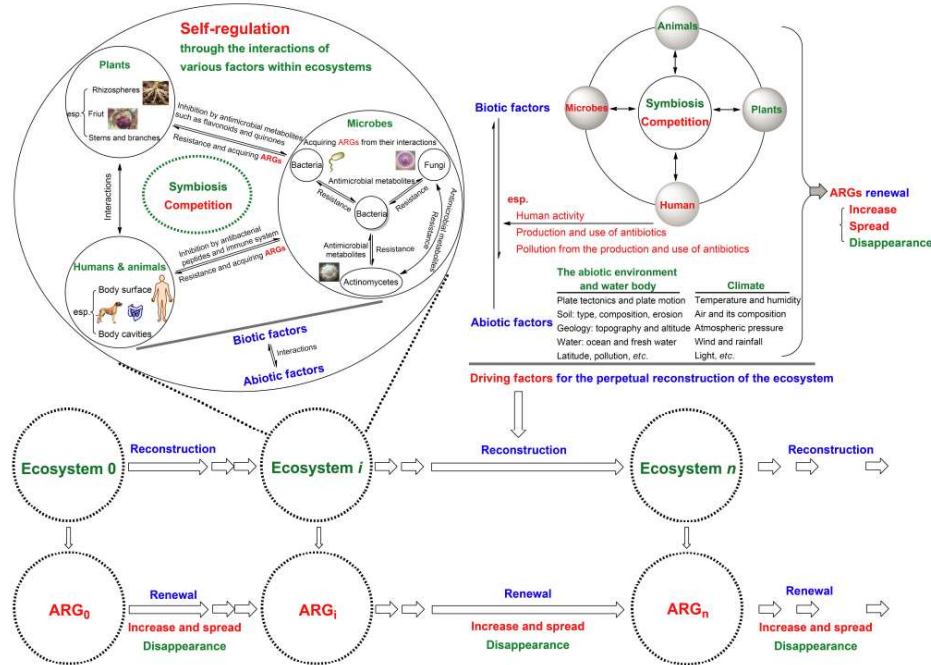 Self-regulation
through the interactions of
various factors within ecosystems
Plants
Rhizospheres
esp.
Friut
Stems and branches
Inhibition by antimicrobial metabolites
such as flavonoids and quinones
Resistance and acquiring ARGs
Microbes
Acquiring ARGs from their interactions
Bacteria
Fungi
Antimicrobial metabolites
Resistance
Resistance
Bacteria
Antimicrobial
metabolites
Resistance
Antimicrobial metabolites
Resistance
Actinomycetes
Interactions
Symbiosis
Competition
Inhibition by antibacterial
peptides and immune system
Resistance and acquiring ARGs
Humans & animals
Body surface
esp.
Body cavities
Biotic factors
Interactions
Abiotic factors
Animals
Biotic factors
Microbes
Symbiosis
Competition
Plants
Human
esp.
Human activity
Production and use of antibiotics
Pollution from the production and use of antibiotics
ARGs renewal
Increase
Spread
Disappearance
Abiotic factors
The abiotic environment
and water body
Plate tectonics and plate motion
Soil: type, composition, erosion
Geology: topography and altitude
Water: ocean and fresh water
Latitude, pollution, etc.
Climate
Temperature and humidity
Air and its composition
Atmospheric pressure
Wind and rainfall
Light, etc.
Driving factors for the perpetual reconstruction of the ecosystem
Ecosystem 0
Reconstruction
Ecosystem i
Reconstruction
Ecosystem n
Reconstruction
ARG0
Renewal
Increase and spread
Disappearance
ARGi
Renewal
Increase and spread
Disappearance
ARGn
Renewal
Increase and spread
Disappearance